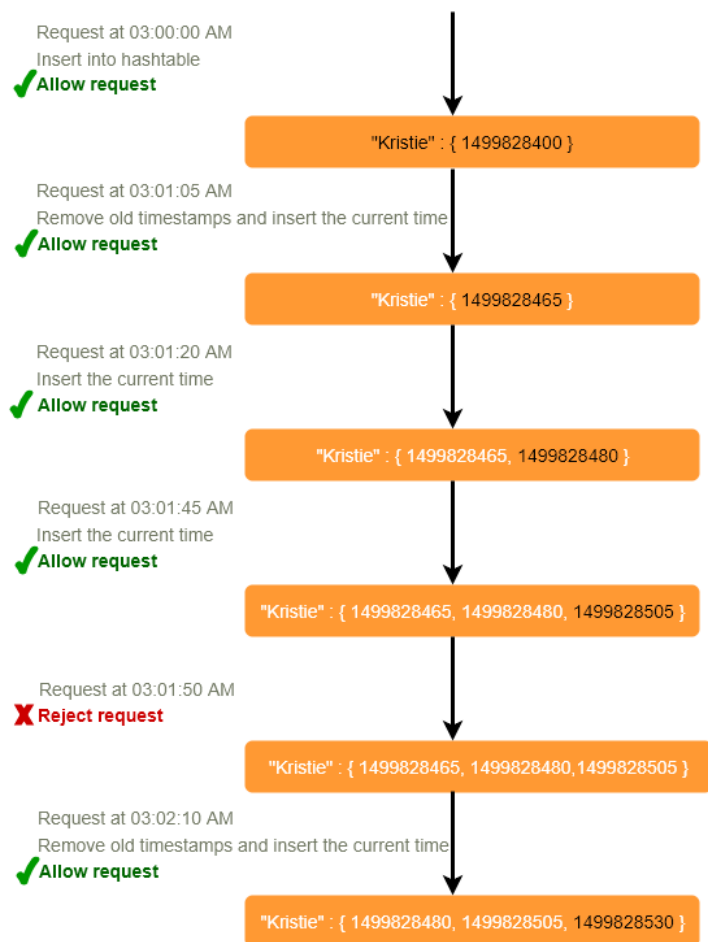 Request at 03:00:00 AM
Insert into hashtable
Allow request
"Kristie" : { 1499828400 }
Request at 03:01:05 AM
Remove old timestamps and insert the current time
Allow request
"Kristie" : { 1499828465 }
Request at 03:01:20 AM
Insert the current time
Allow request
"Kristie" : { 1499828465, 1499828480 }
Request at 03:01:45 AM
Insert the current time
Allow request
"Kristie" : { 1499828465, 1499828480, 1499828505 }
Request at 03:01:50 AM
Reject request
"Kristie" : { 1499828465, 1499828480,1499828505 }
Request at 03:02:10 AM
Remove old timestamps and insert the current time
Allow request
"Kristie" : { 1499828480, 1499828505, 1499828530 }